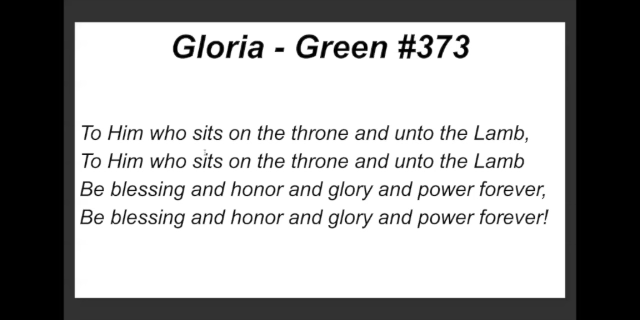 Gloria - Green #373
To Him who sits on the throne and unto the Lamb,
To Him who sits on the throne and unto the Lamb
Be blessing and honor and glory and power forever,
Be blessing and honor and glory and power forever!